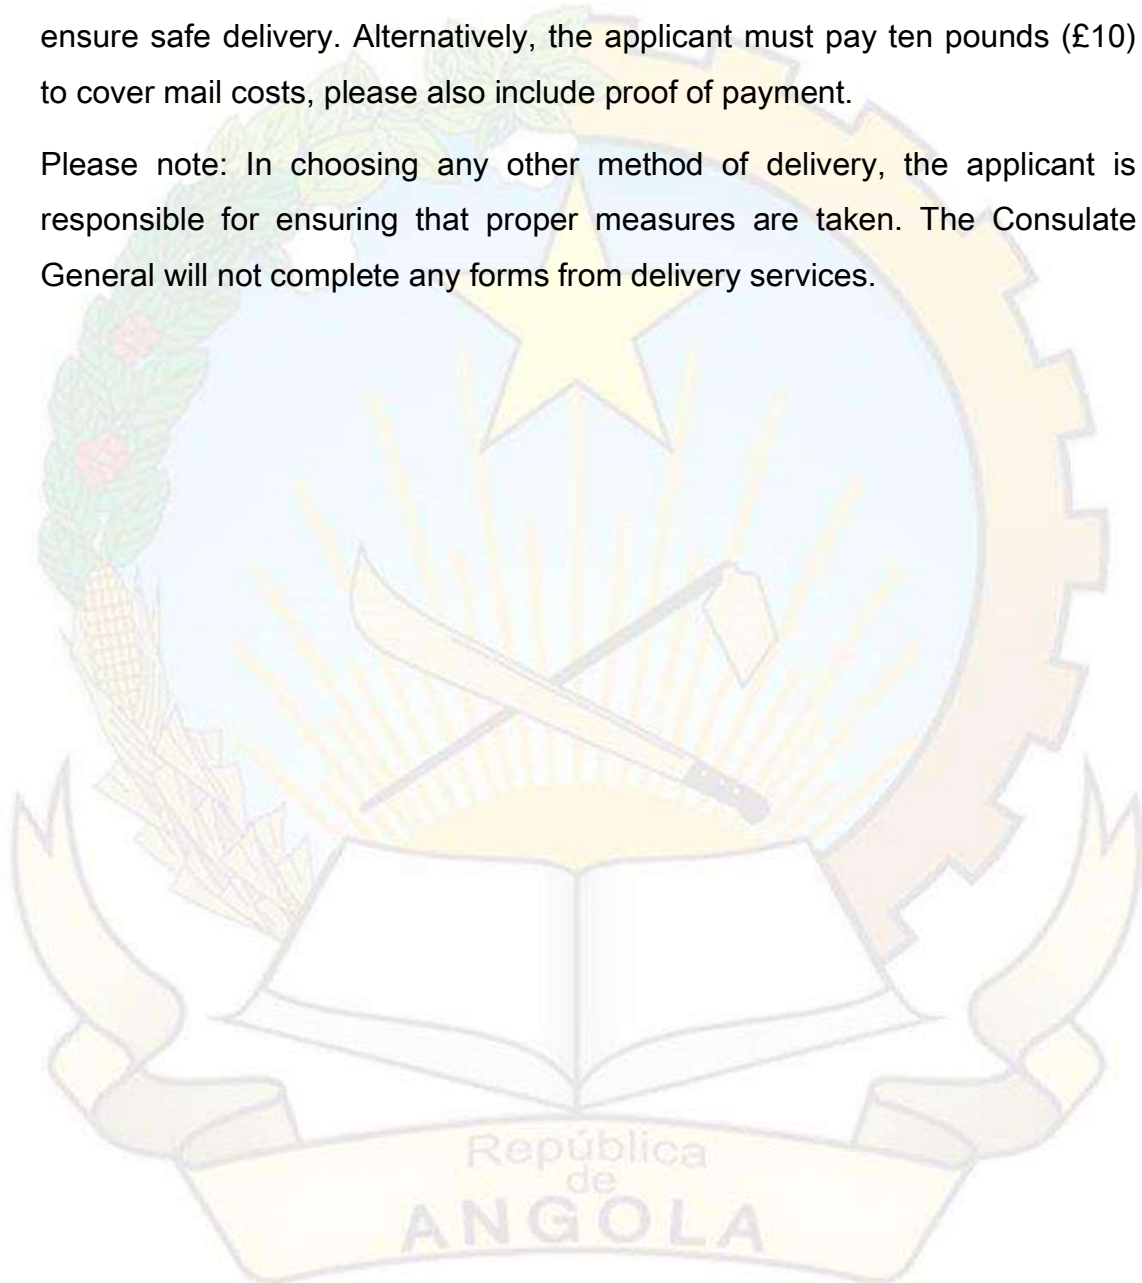 ensure safe delivery. Alternatively, the applicant must pay ten pounds (£10)
to cover mail costs, please also include proof of payment.
Please note: In choosing any other method of delivery, the applicant is
responsible for ensuring that proper measures are taken. The Consulate
General will not complete any forms from delivery services.
República
de
ANGOLA